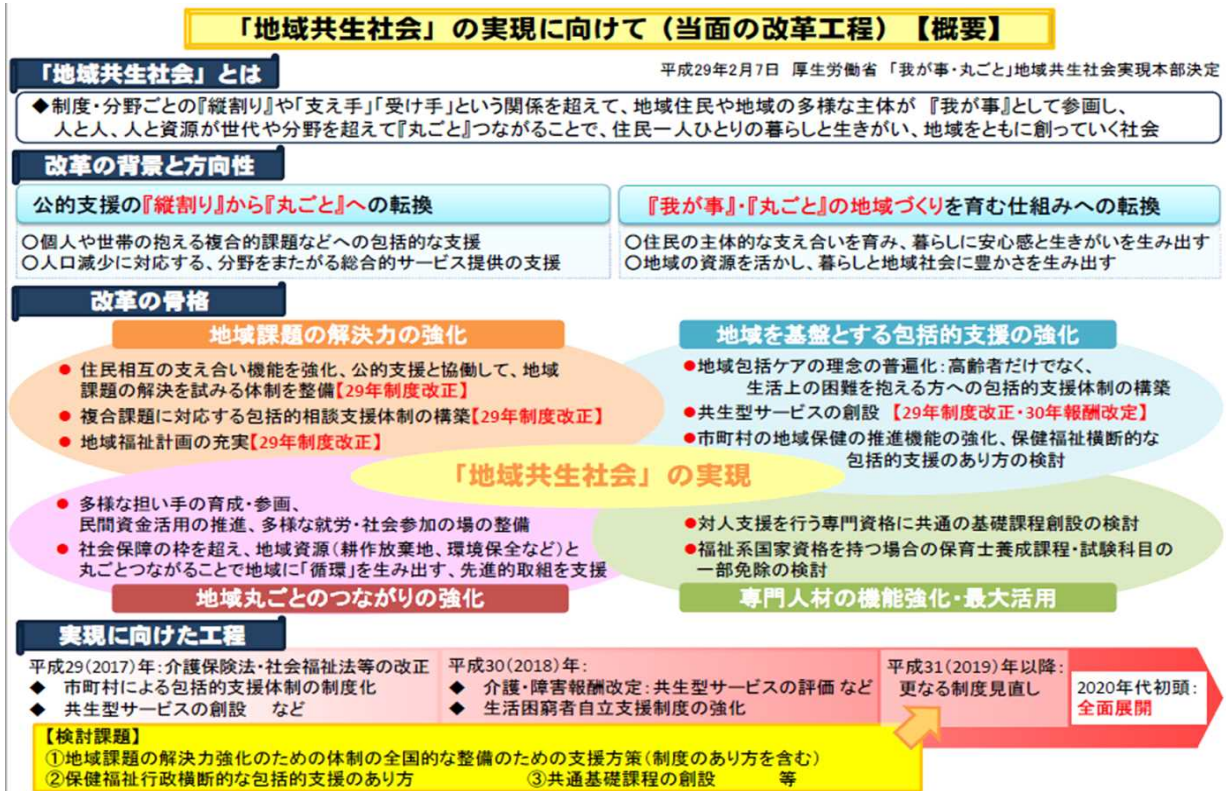 「地域共生社会」の実現に向けて（当面の改革工程）【概要】
「地域共生社会」とは
平成29年2月7日 厚生労働省 「我が事・丸ごと」地域共生社会実現本部決定
◆制度・分野ごとの『縦割り』や「支え手」「受け手」という関係を超えて、地域住民や地域の多様な主体が 『我が事』として参画し、
人と人、人と資源が世代や分野を超えて『丸ごと』つながることで、住民一人ひとりの暮らしと生きがい、地域をともに創っていく社会
改革の背景と方向性
公的支援の『縦割り』から『丸ごと』への転換
○個人や世帯の抱える複合的課題などへの包括的な支援
○人口減少に対応する、分野をまたがる総合的サービス提供の支援
『我が事』・『丸ごと』の地域づくりを育む仕組みへの転換
○住民の主体的な支え合いを育み、暮らしに安心感と生きがいを生み出す
○地域の資源を活かし、暮らしと地域社会に豊かさを生み出す
改革の骨格
地域課題の解決力の強化
● 住民相互の支え合い機能を強化、公的支援と協働して、地域
課題の解決を試みる体制を整備【29年制度改正】
● 複合課題に対応する包括的相談支援体制の構築【29年制度改正】
● 地域福祉計画の充実【29年制度改正】
地域を基盤とする包括的支援の強化
●地域包括ケアの理念の普遍化：高齢者だけでなく、
生活上の困難を抱える方への包括的支援体制の構築
●共生型サービスの創設 【29年制度改正・30年報酬改定】
●市町村の地域保健の推進機能の強化、保健福祉横断的な
包括的支援のあり方の検討
「地域共生社会」の実現
● 多様な担い手の育成・参画、
民間資金活用の推進、多様な就労・社会参加の場の整備
● 社会保障の枠を超え、地域資源（耕作放棄地、環境保全など）と
丸ごとつながることで地域に「循環」を生み出す、先進的取組を支援
地域丸ごとのつながりの強化
●対人支援を行う専門資格に共通の基礎課程創設の検討
●福祉系国家資格を持つ場合の保育士養成課程・試験科目の
一部免除の検討
専門人材の機能強化・最大活用
実現に向けた工程
平成29(2017)年：介護保険法・社会福祉法等の改正
◆ 市町村による包括的支援体制の制度化
◆ 共生型サービスの創設 など
平成30(2018)年：
◆ 介護・障害報酬改定：共生型サービスの評価 など
◆ 生活困窮者自立支援制度の強化
平成31(2019)年以降：
更なる制度見直し
2020年代初頭：
全面展開
【検討課題】
①地域課題の解決力強化のための体制の全国的な整備のための支援方策（制度のあり方を含む）
②保健福祉行政横断的な包括的支援のあり方 ③共通基礎課程の創設 等